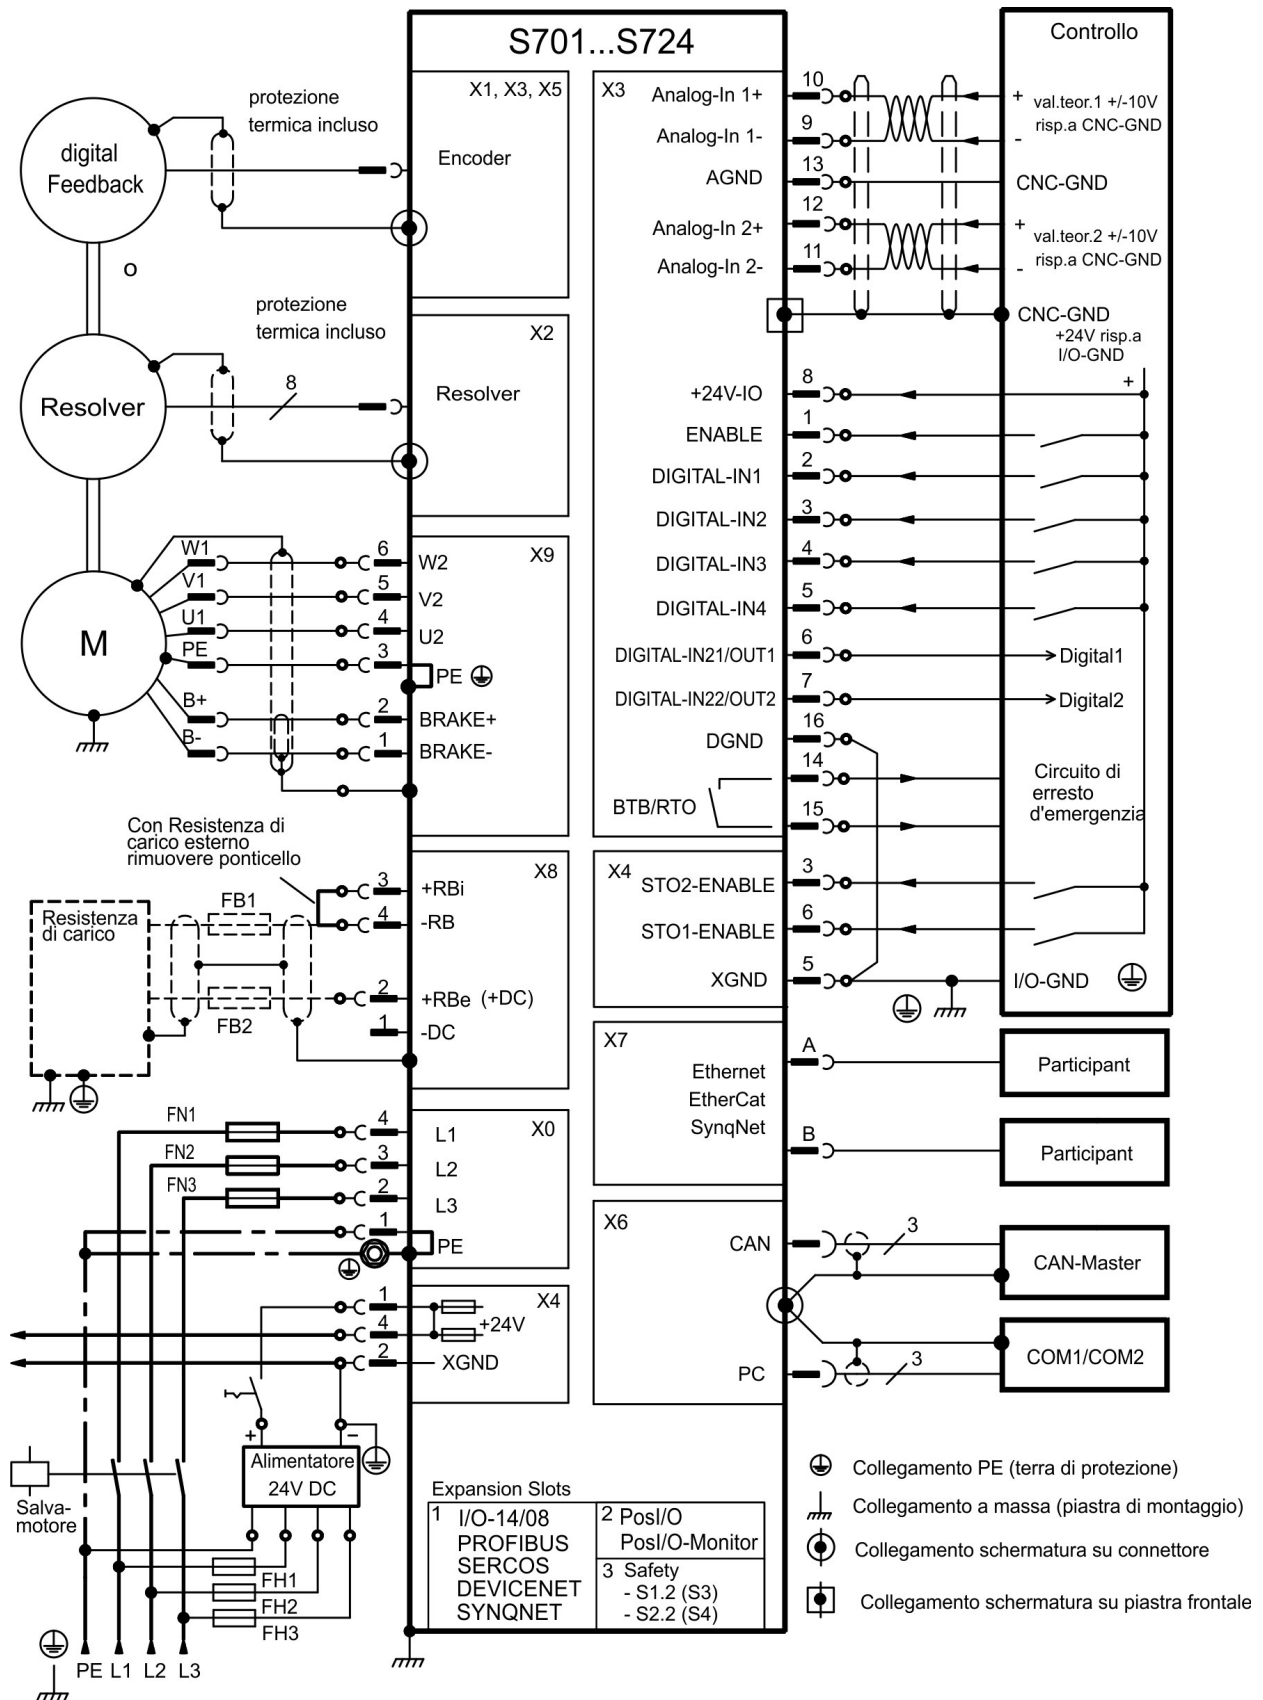 S701...S724
Controllo
protezione
termica incluso
digital
Feedback
X1, X3, X5
Encoder
o
protezione
termica incluso
Resolver
8
X2
Resolver
M
W1
V1
U1
PE
B+
B-
6
5
4
3
2
1
X9
W2
V2
U2
PE
BRAKE+
BRAKE-
Con Resistenza di
carico esterno
rimuovere ponticello
Resistenza
di carico
FB1
FB2
3
4
2
1
X8
+RBi
-RB
+RBe (+DC)
-DC
FN1
FN2
FN3
4
3
2
1
X0
L1
L2
L3
PE
1
4
2
X4
+24V
XGND
+
-
Alimentatore
24V DC
Salva-
motore
FH1
FH2
FH3
PE L1 L2 L3
X3
Analog-In 1+
Analog-In 1-
AGND
Analog-In 2+
Analog-In 2-
10
9
13
12
11
+
val.teor.1 +/-10V
risp.a CNC-GND
-
CNC-GND
+
val.teor.2 +/-10V
risp.a CNC-GND
-
CNC-GND
+24V risp.a
I/O-GND
+
+24V-IO
8
ENABLE
1
DIGITAL-IN1
2
DIGITAL-IN2
3
DIGITAL-IN3
4
DIGITAL-IN4
5
DIGITAL-IN21/OUT1
6
Digital1
DIGITAL-IN22/OUT2
7
Digital2
DGND
16
BTB/RTO
14
15
Circuito di
erresto
d'emergenzia
X4
STO2-ENABLE
3
STO1-ENABLE
6
XGND
5
I/O-GND
X7
Ethernet
EtherCat
SynqNet
A
Participant
B
Participant
X6
CAN
3
CAN-Master
PC
3
COM1/COM2
Expansion Slots
1 I/O-14/08
PROFIBUS
SERCOS
DEVICENET
SYNQNET
2 PosI/O
PosI/O-Monitor
3 Safety
- S1.2 (S3)
- S2.2 (S4)
Collegamento PE (terra di protezione)
Collegamento a massa (piastra di montaggio)
Collegamento schermatura su connettore
Collegamento schermatura su piastra frontale